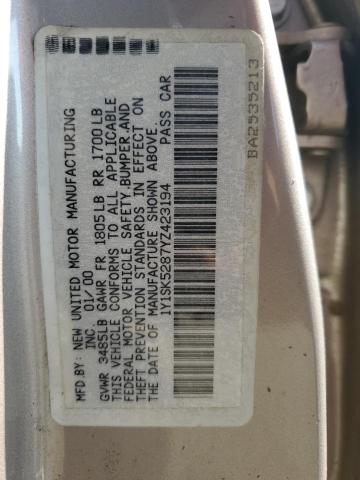 MFD BY NEW UNITED MOTOR MANUFACTURING
INC. 01/00
GVWR 3485LB GAWR FR 1805LB RR 1700LB
THIS VEHICLE CONFORMS TO ALL APPLICABLE
FEDERAL MOTOR VEHICLE SAFETY,BUMPER,AND
THEFT PREVENTION STANDARDS IN EFFECT ON
THE DATE OF MANUFACTURE SHOWN ABOVE.
1Y1SK5287YZ423194 PASS CAR
BA2535213